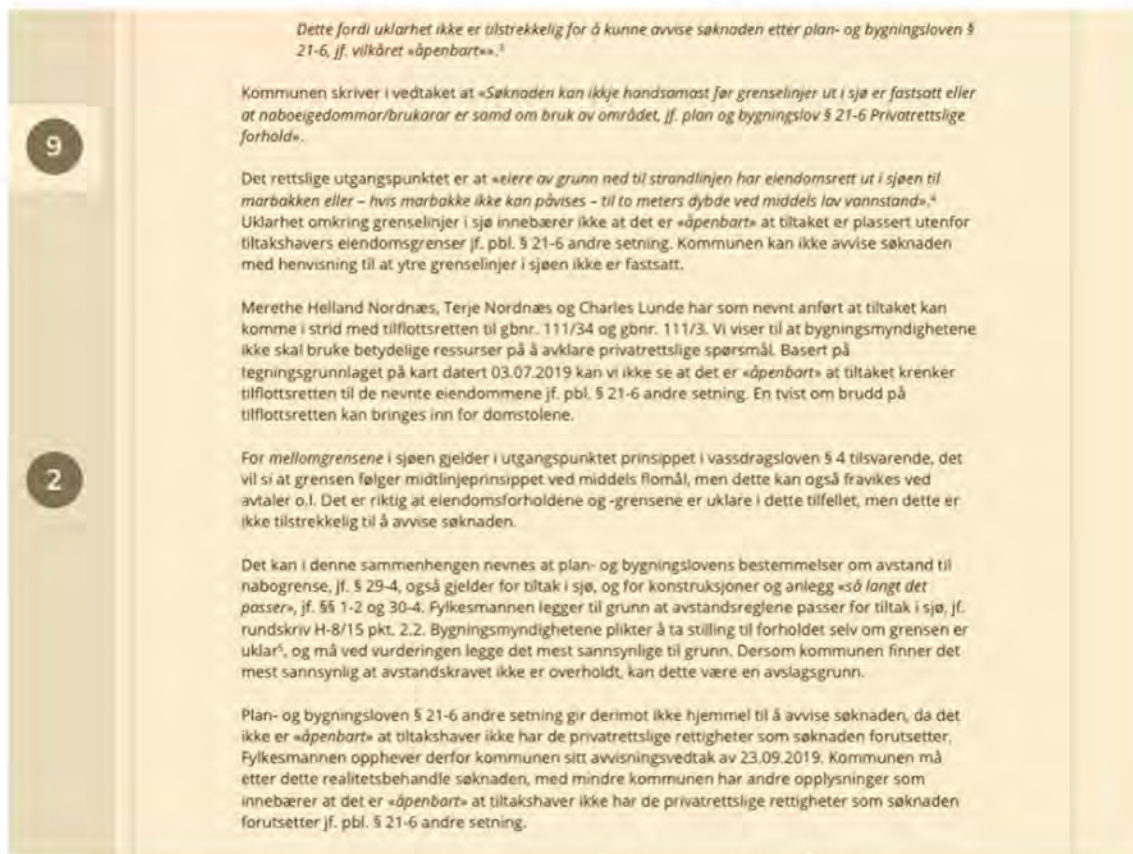 Dette fordi uklarhet ikke er tilstrekkelig for å kunne avvise søknaden etter plan- og bygningsloven §
21-6, jf. vilkåret «åpenbart»».³
Kommunen skriver i vedtaket at «Søknaden kan ikkje handsamast før grenselinjer ut i sjø er fastsatt eller
at naboeigedommar/brukarar er samd om bruk av området, jf. plan og bygningslov § 21-6 Privatrettslige
forhold».
9
Det rettslige utgangspunktet er at «eiere av grunn ned til strandlinjen har eiendomsrett ut i sjøen til
marbakken eller – hvis marbakke ikke kan påvises – til to meters dybde ved middels lav vannstand».⁴
Uklarhet omkring grenselinjer i sjø innebærer ikke at det er «åpenbart» at tiltaket er plassert utenfor
tiltakshavers eiendomsgrenser jf. pbl. § 21-6 andre setning. Kommunen kan ikke avvise søknaden
med henvisning til at ytre grenselinjer i sjøen ikke er fastsatt.
Merethe Helland Nordnæs, Terje Nordnæs og Charles Lunde har som nevnt anført at tiltaket kan
komme i strid med tilflottsretten til gbnr. 111/34 og gbnr. 111/3. Vi viser til at bygningsmyndighetene
ikke skal bruke betydelige ressurser på å avklare privatrettslige spørsmål. Basert på
tegningsgrunnlaget på kart datert 03.07.2019 kan vi ikke se at det er «åpenbart» at tiltaket krenker
tilflottsretten til de nevnte eiendommene jf. pbl. § 21-6 andre setning. En tvist om brudd på
tilflottsretten kan bringes inn for domstolene.
2
For mellomgrensene i sjøen gjelder i utgangspunktet prinsippet i vassdragsloven § 4 tilsvarende, det
vil si at grensen følger midtlinjeprinsippet ved middels flomål, men dette kan også fravikes ved
avtaler o.l. Det er riktig at eiendomsforholdene og -grensene er uklare i dette tilfellet, men dette er
ikke tilstrekkelig til å avvise søknaden.
Det kan i denne sammenhengen nevnes at plan- og bygningslovens bestemmelser om avstand til
nabogrense, jf. § 29-4, også gjelder for tiltak i sjø, og for konstruksjoner og anlegg «så langt det
passer», jf. §§ 1-2 og 30-4. Fylkesmannen legger til grunn at avstandsreglene passer for tiltak i sjø, jf.
rundskriv H-8/15 pkt. 2.2. Bygningsmyndighetene plikter å ta stilling til forholdet selv om grensen er
uklar⁵, og må ved vurderingen legge det mest sannsynlige til grunn. Dersom kommunen finner det
mest sannsynlig at avstandskravet ikke er overholdt, kan dette være en avslagsgrunn.
Plan- og bygningsloven § 21-6 andre setning gir derimot ikke hjemmel til å avvise søknaden, da det
ikke er «åpenbart» at tiltakshaver ikke har de privatrettslige rettigheter som søknaden forutsetter.
Fylkesmannen opphever derfor kommunen sitt avvisningsvedtak av 23.09.2019. Kommunen må
etter dette realitetsbehandle søknaden, med mindre kommunen har andre opplysninger som
innebærer at det er «åpenbart» at tiltakshaver ikke har de privatrettslige rettigheter som søknaden
forutsetter jf. pbl. § 21-6 andre setning.